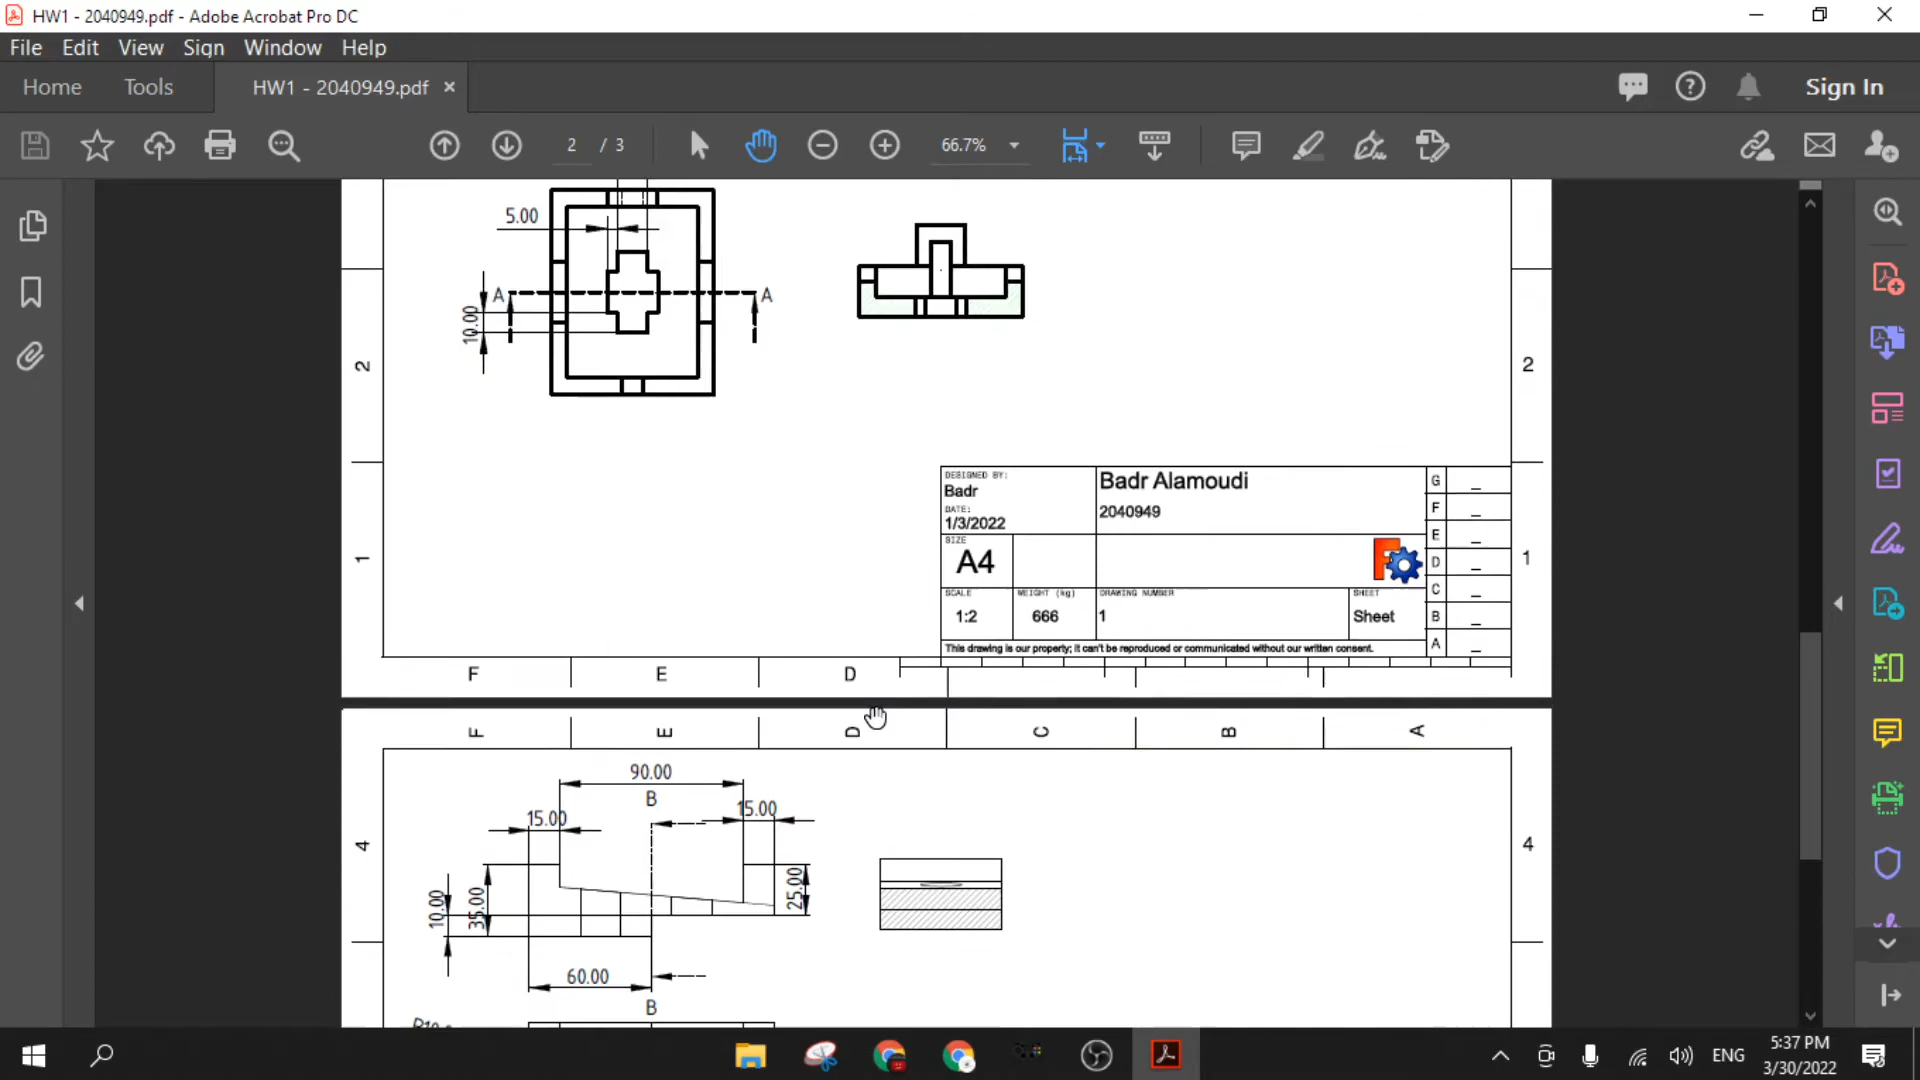 HW1 - 2040949.pdf - Adobe Acrobat Pro DC
File Edit View Sign Window Help
Home Tools HW1 - 2040949.pdf × Sign In
2 / 3 66.7%
5.00
A A
10.00
2 2
DESIGNED BY:
Badr
DATE:
1/3/2022
Badr Alamoudi
2040949
G _
F _
E _
D _
C _
B _
A _
SIZE
A4
1 1
SCALE
1:2
WEIGHT (kg)
666
DRAWING NUMBER
1
SHEET
Sheet
This drawing is our property; it can't be reproduced or communicated without our written consent.
F E D
F E D C B A
90.00
B
15.00 15.00
4 4
10.00 35.00 25.00
60.00
B
ENG
5:37 PM
3/30/2022